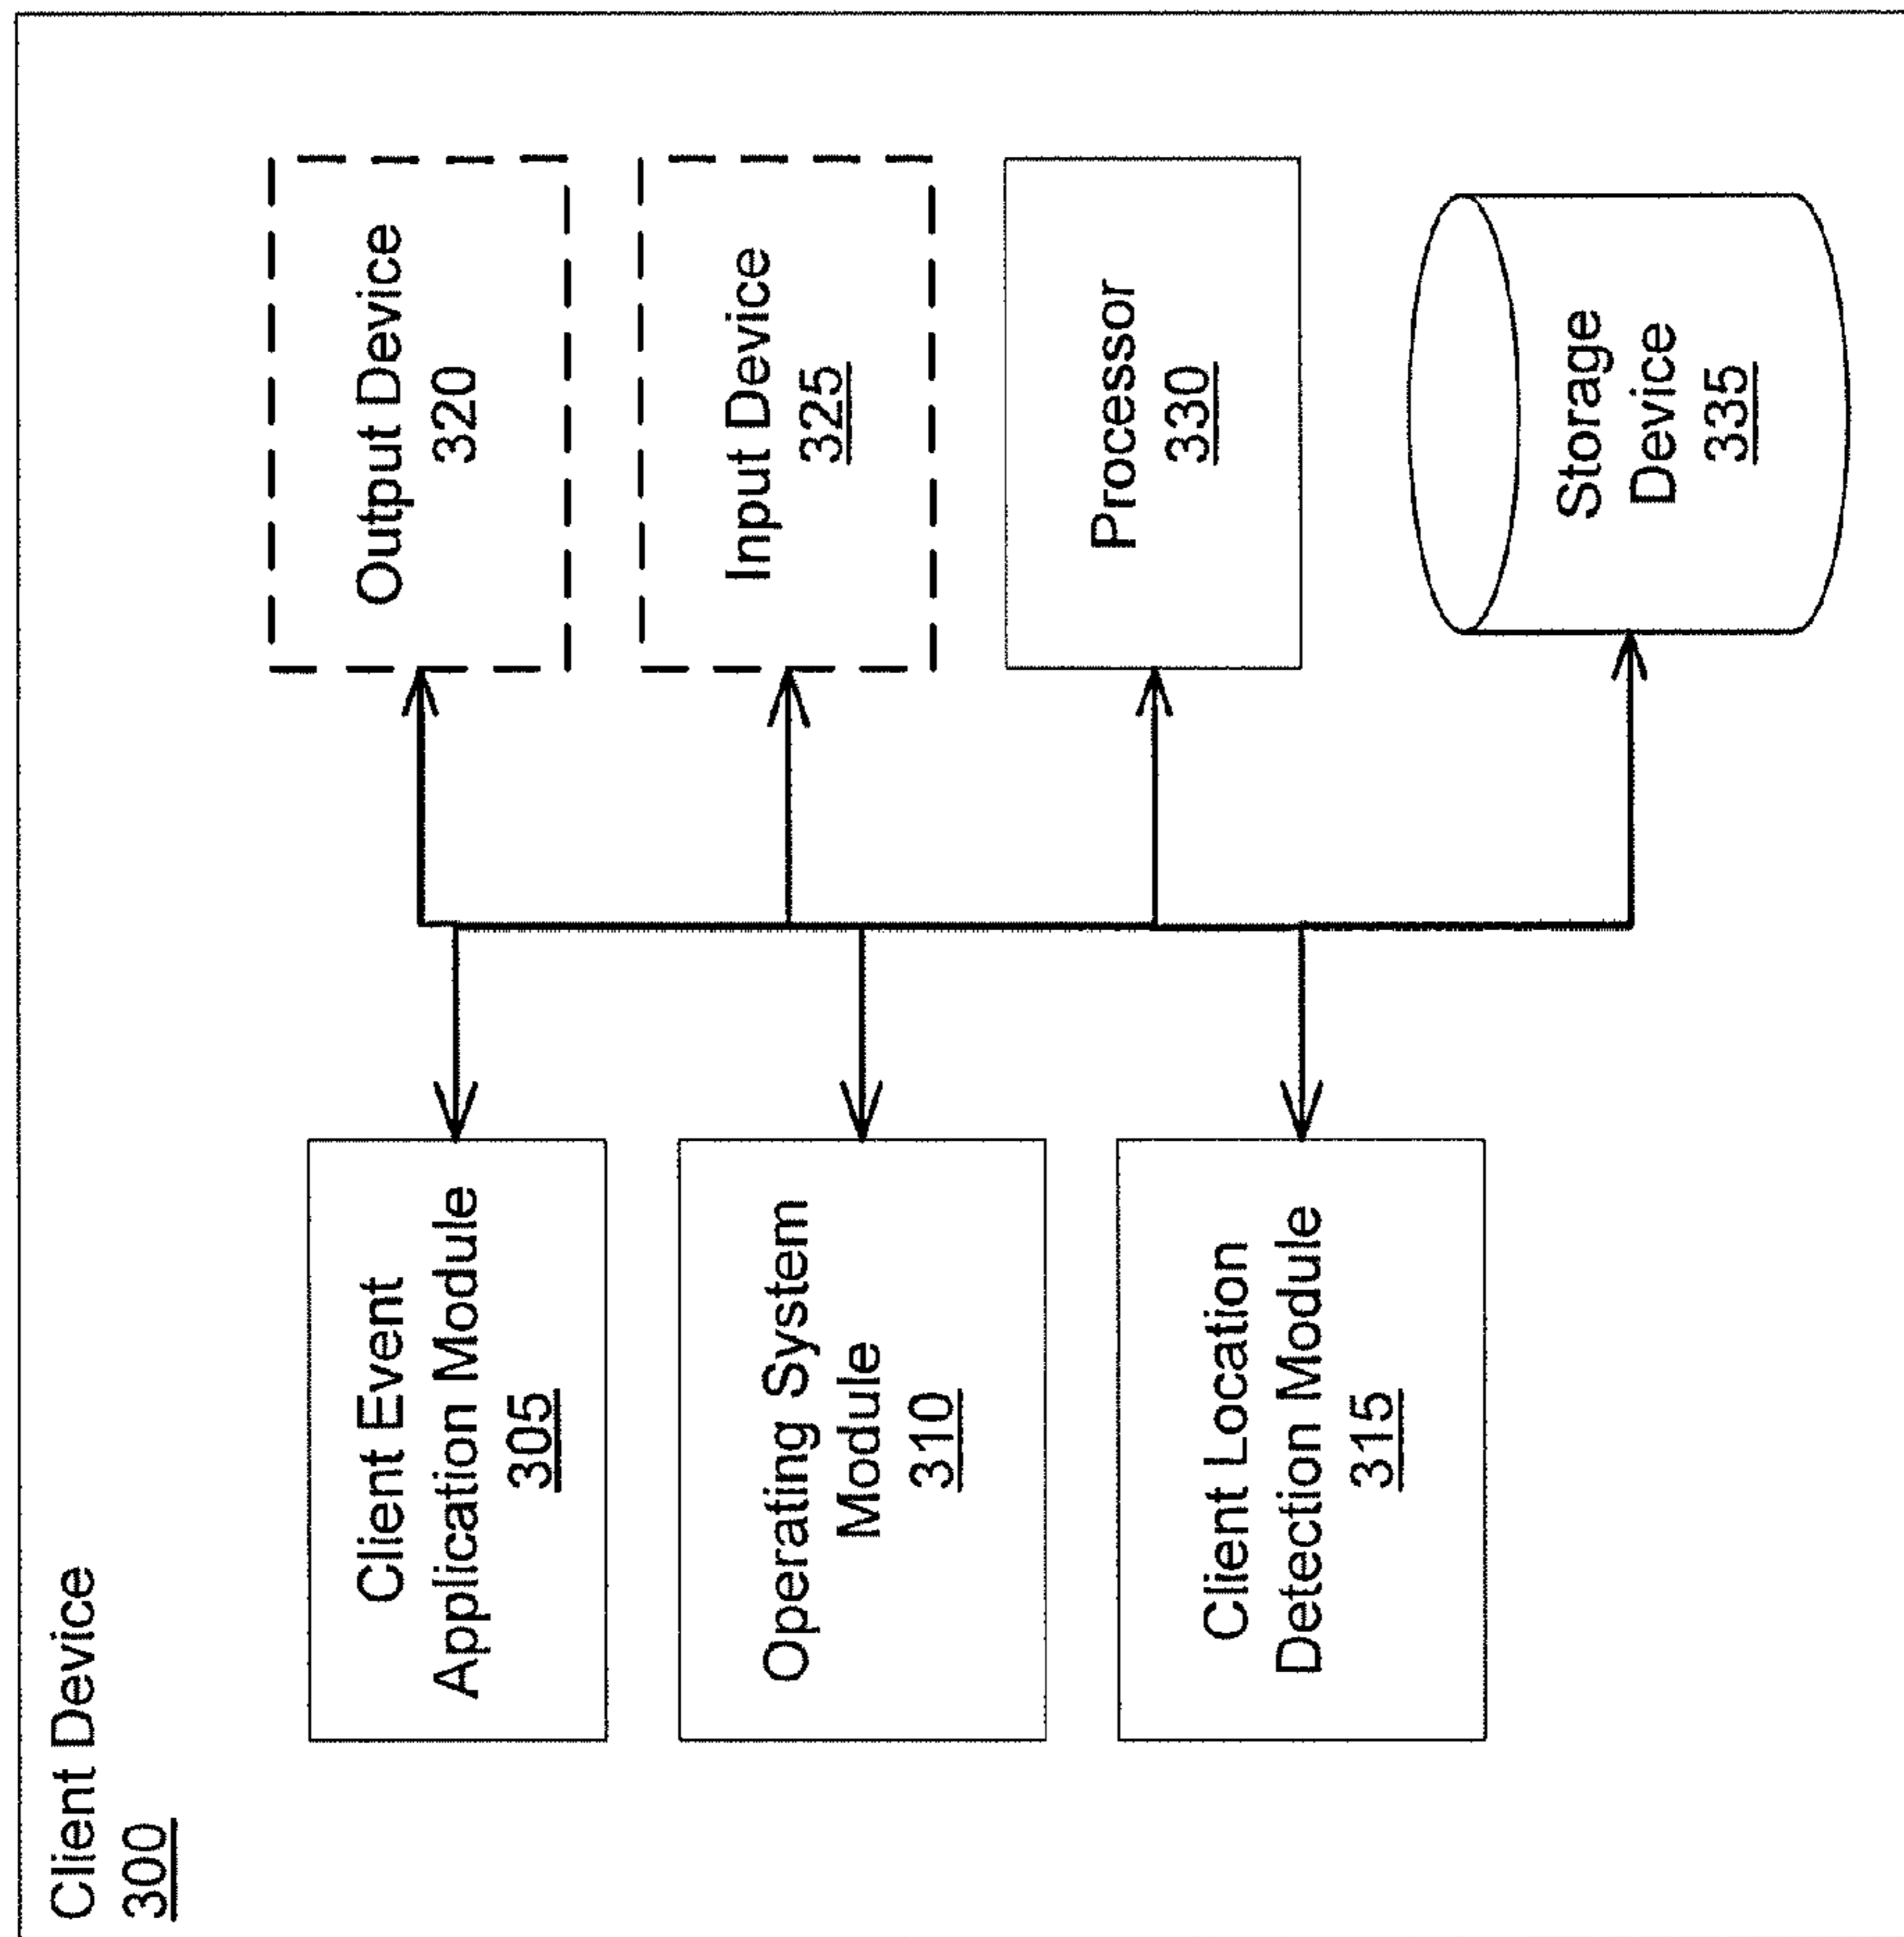 Client Device
300
Client Event
Application Module
305
Operating System
Module
310
Client Location
Detection Module
315
Output Device
320
Input Device
325
Processor
330
Storage
Device
335